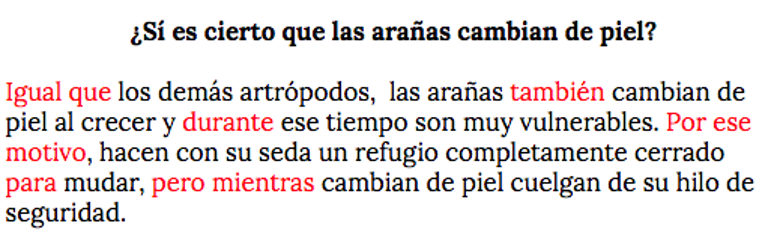 ¿Sí es cierto que las arañas cambian de piel?
Igual que los demás artrópodos, las arañas también cambian de
piel al crecer y durante ese tiempo son muy vulnerables. Por ese
motivo, hacen con su seda un refugio completamente cerrado
para mudar, pero mientras cambian de piel cuelgan de su hilo de
seguridad.